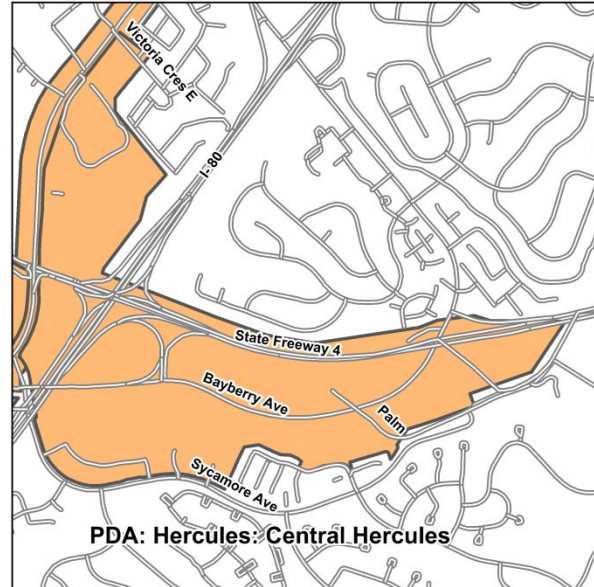 Victoria Cres E
I- 80
State Freeway 4
Bayberry Ave
Palm
Sycamore Ave
PDA: Hercules: Central Hercules